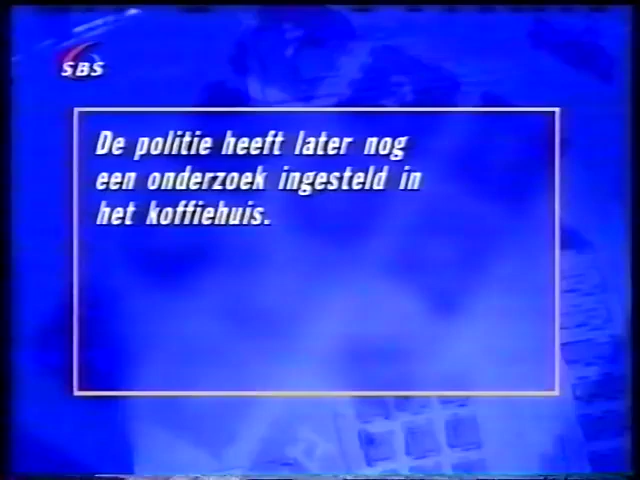 SBS
De politie heeft later nog
een onderzoek ingesteld in
het koffiehuis.